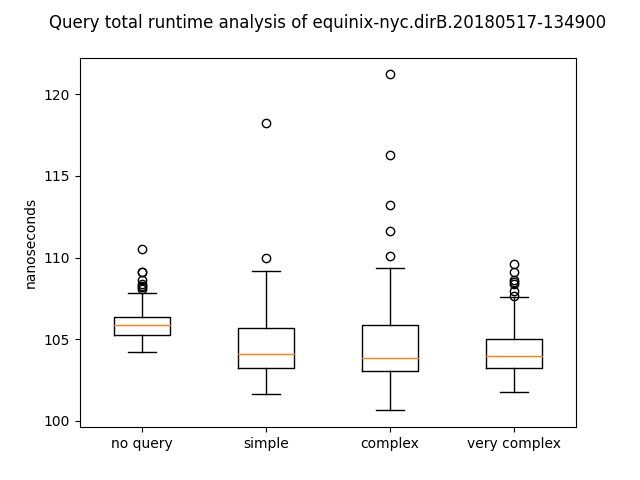 Query total runtime analysis of equinix-nyc.dirB.20180517-134900
120
115
110
105
100
nanoseconds
no query
simple
complex
very complex